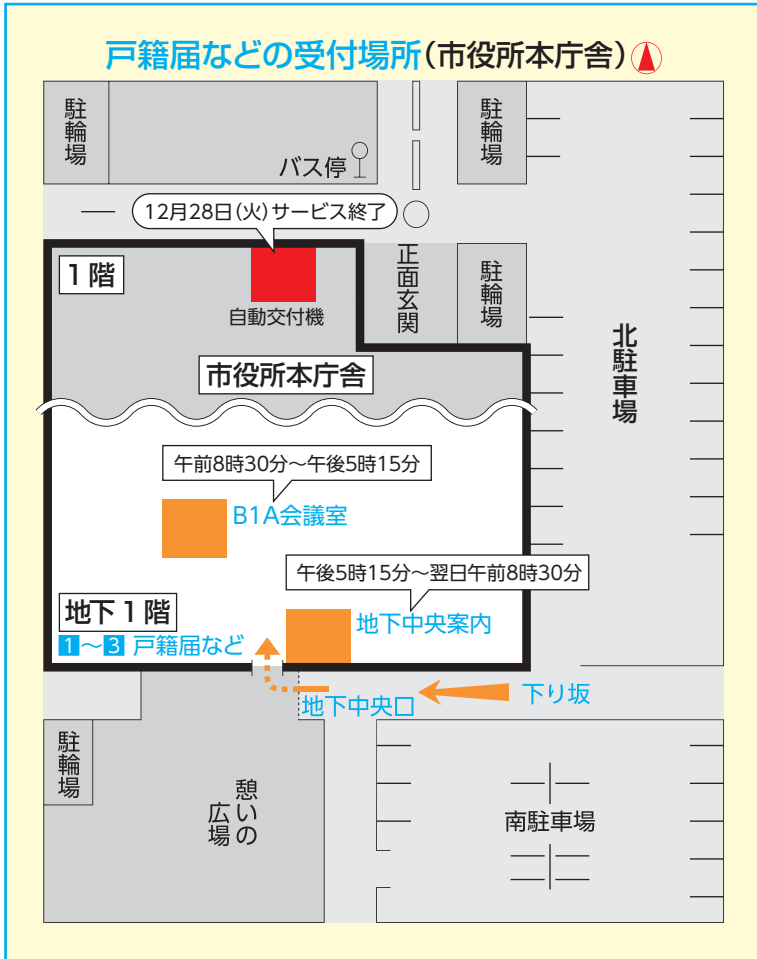 戸籍届などの受付場所(市役所本庁舎)
駐輪場
バス停
駐輪場
12月28日(火)サービス終了
1階
自動交付機
正面玄関
駐輪場
北駐車場
市役所本庁舎
午前8時30分〜午後5時15分
B1A会議室
午後5時15分〜翌日午前8時30分
地下1階
地下中央案内
1〜3 戸籍届など
地下中央口
下り坂
駐輪場
憩いの
広場
南駐車場